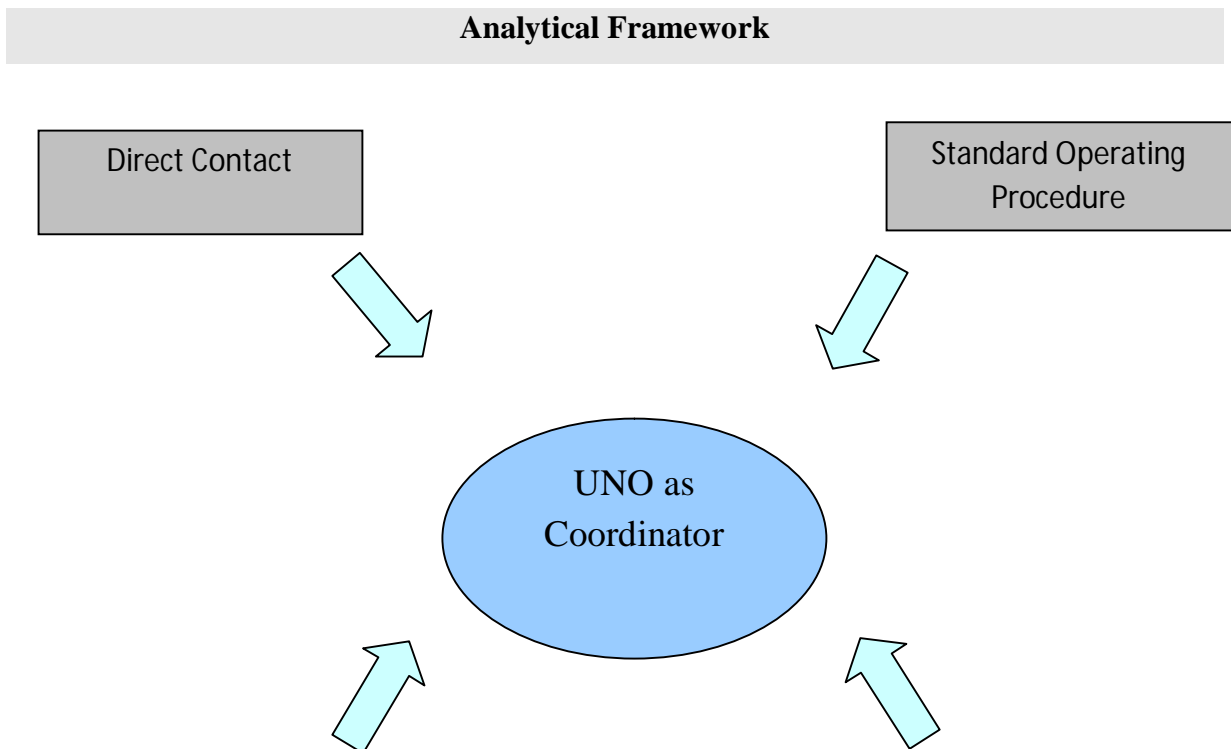 Analytical Framework
Direct Contact
Standard Operating
Procedure
UNO as
Coordinator